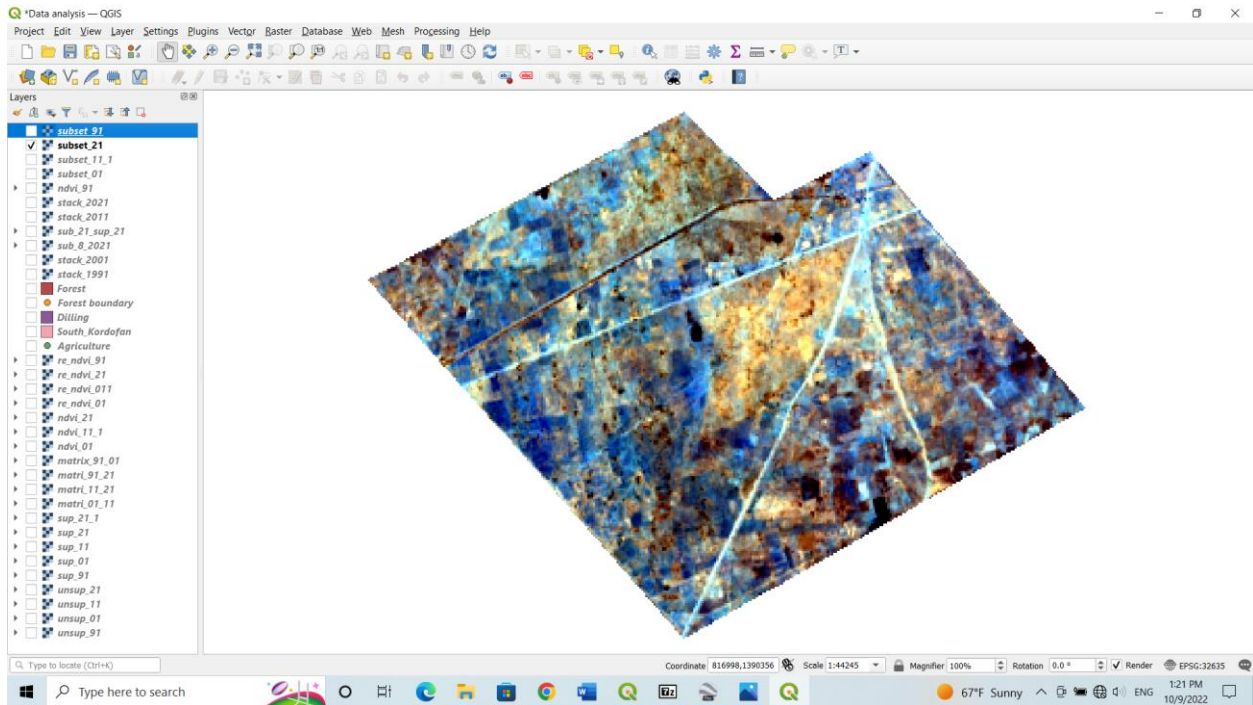 *Data analysis — QGIS
Project Edit View Layer Settings Plugins Vector Raster Database Web Mesh Processing Help
Layers
subset_91
subset_21
subset_11_1
subset_01
ndvi_91
stack_2021
stack_2011
sub_21_sup_21
sub_8_2021
stack_2001
stack_1991
Forest
Forest boundary
Dilling
South_Kordofan
Agriculture
re_ndvi_91
re_ndvi_21
re_ndvi_011
re_ndvi_01
ndvi_21
ndvi_11_1
ndvi_01
matrix_91_01
matri_91_21
matri_11_21
matri_01_11
sup_21_1
sup_21
sup_11
sup_01
sup_91
unsup_21
unsup_11
unsup_01
unsup_91
Type to locate (Ctrl+K) Coordinate 816998,1390356 Scale 1:44245 Magnifier 100% Rotation 0.0 ° Render EPSG:32635
Type here to search 67°F Sunny ENG 1:21 PM
10/9/2022